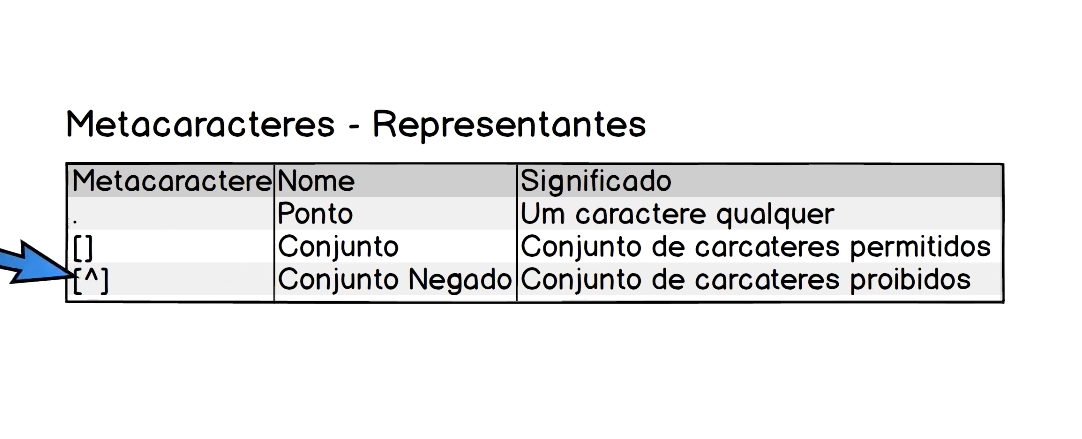 Metacaracteres - Representantes
Metacaractere Nome Significado
. Ponto Um caractere qualquer
[] Conjunto Conjunto de carcateres permitidos
[^] Conjunto Negado Conjunto de carcateres proibidos